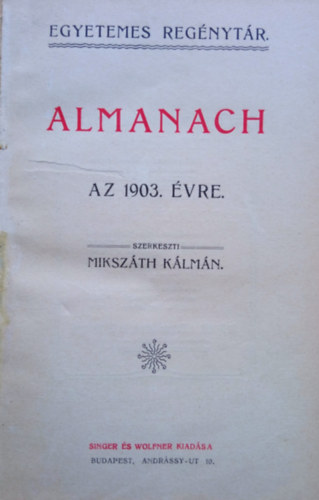 EGYETEMES REGÉNYTÁR.
ALMANACH
AZ 1903. ÉVRE.
SZERKESZTI
MIKSZÁTH KÁLMÁN.
SINGER ÉS WOLFNER KIADÁSA
BUDAPEST, ANDRÁSSY-UT 10.